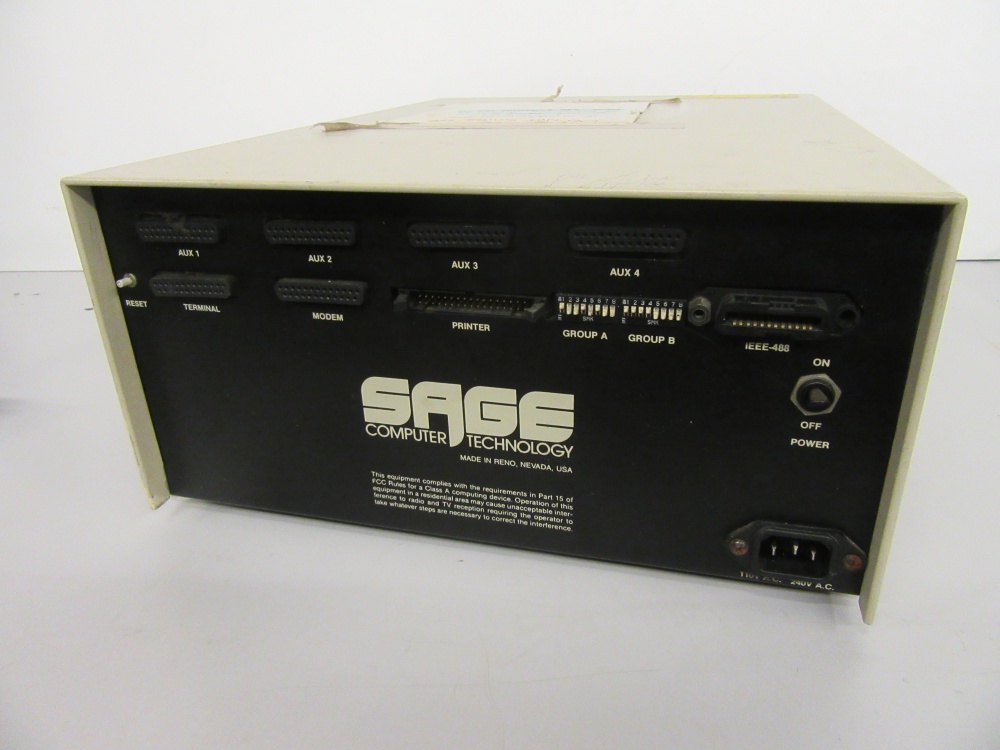 AUX 1
AUX 2
AUX 3
AUX 4
RESET
TERMINAL
MODEM
PRINTER
GROUP A
GROUP B
IEEE-488
ON
OFF
POWER
SAGE
COMPUTER TECHNOLOGY
MADE IN RENO, NEVADA, USA
This equipment complies with the requirements in Part 15 of
FCC Rules for a Class A computing device. Operation of this
equipment in a residential area may cause unacceptable inter-
ference to radio and TV reception requiring the operator to
take whatever steps are necessary to correct the interference.
240V A.C.